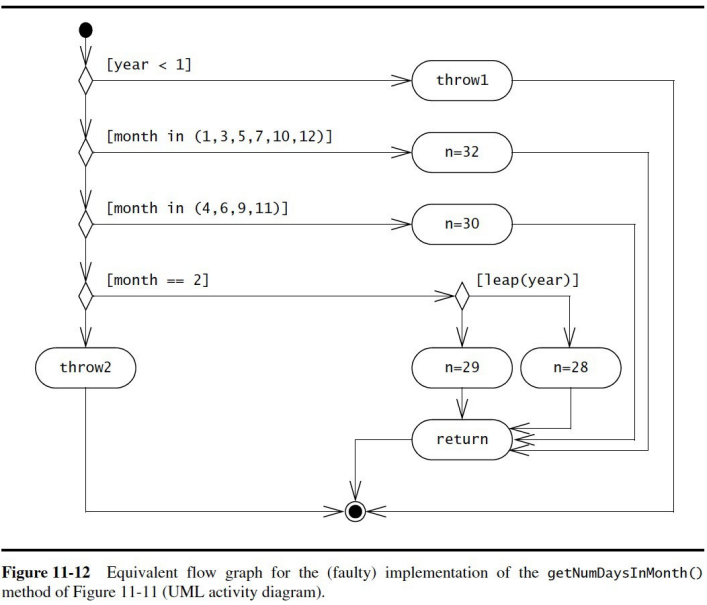 [year < 1]
throw1
[month in (1,3,5,7,10,12)]
n=32
[month in (4,6,9,11)]
n=30
[month == 2]
[leap(year)]
throw2
n=29
n=28
return
Figure 11-12 Equivalent flow graph for the (faulty) implementation of the getNumDaysInMonth()
method of Figure 11-11 (UML activity diagram).